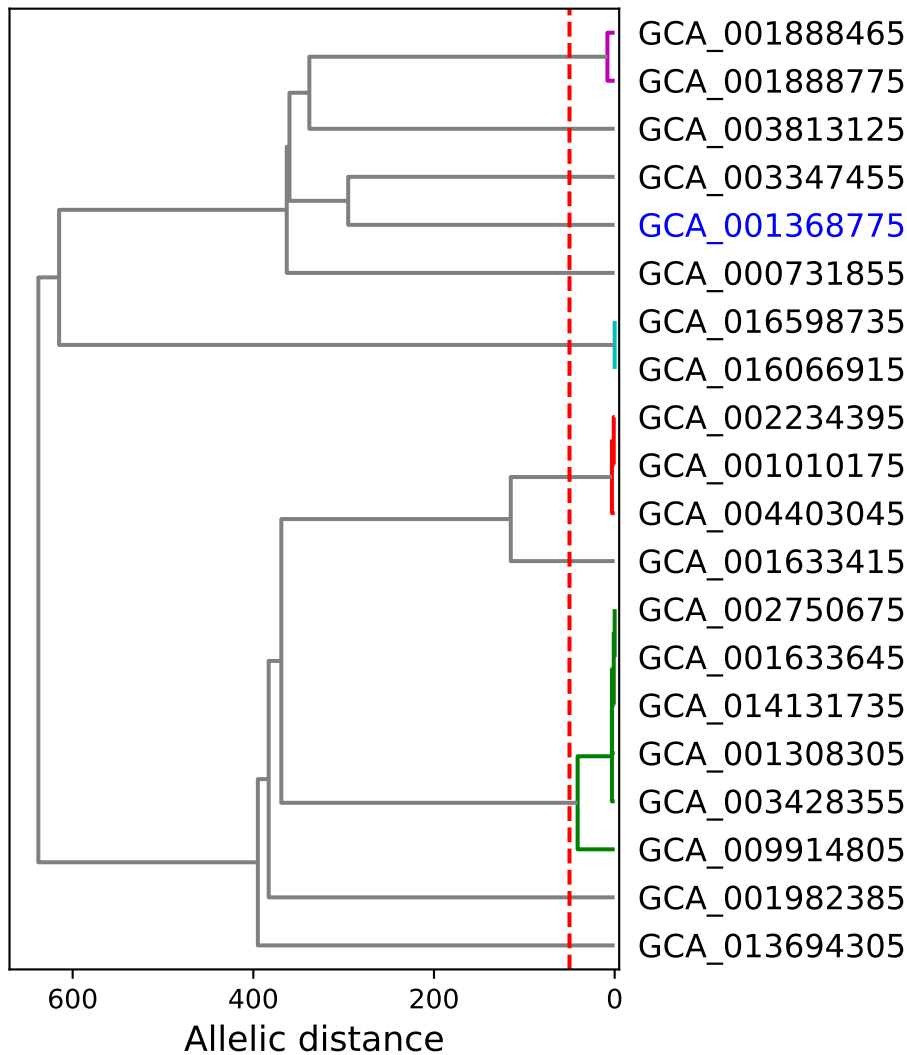 GCA_001888465
GCA_001888775
GCA_003813125
GCA_003347455
GCA_001368775
GCA_000731855
GCA_016598735
GCA_016066915
GCA_002234395
GCA_001010175
GCA_004403045
GCA_001633415
GCA_002750675
GCA_001633645
GCA_014131735
GCA_001308305
GCA_003428355
GCA_009914805
GCA_001982385
GCA_013694305
600 400 200 0
Allelic distance